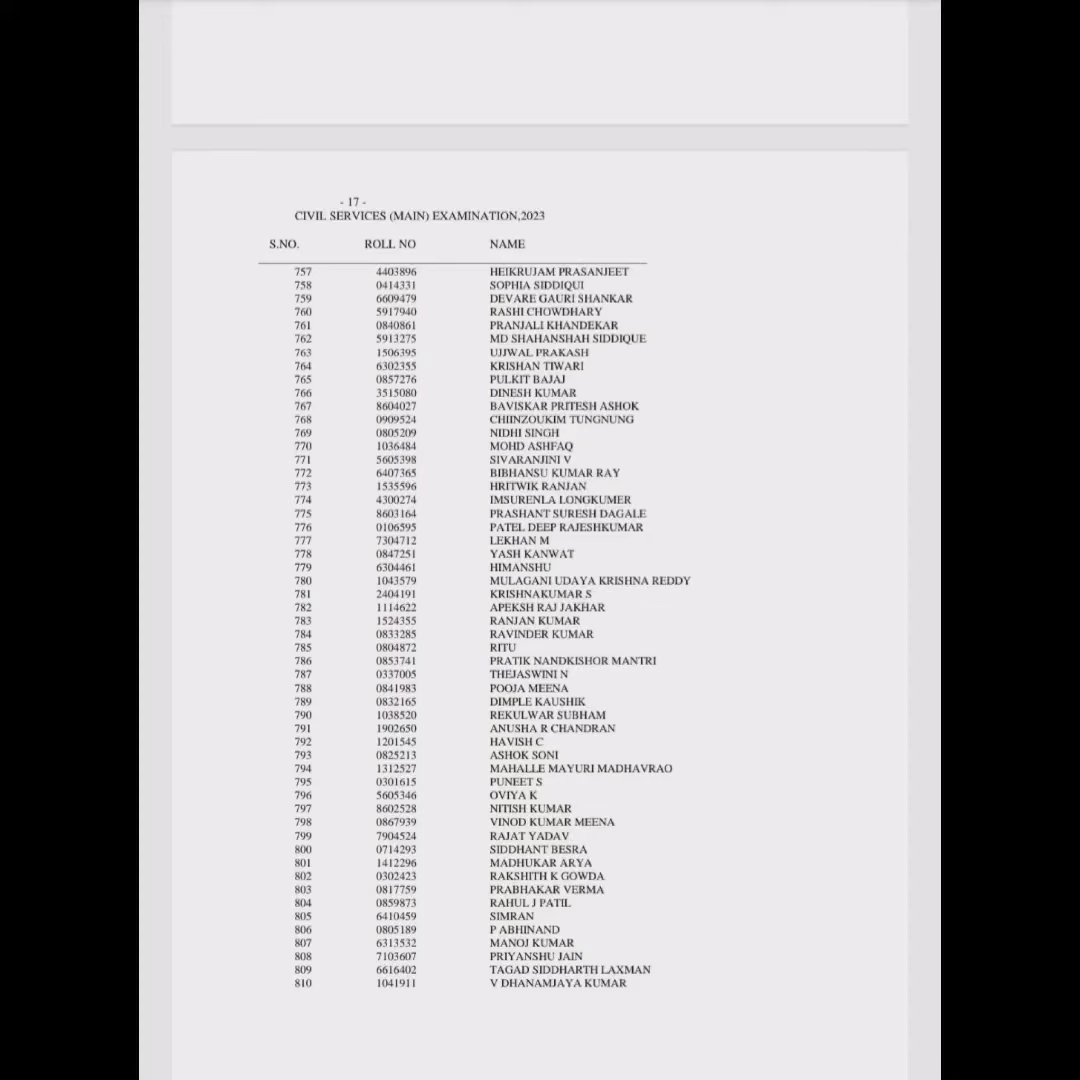 - 17 -
CIVIL SERVICES (MAIN) EXAMINATION,2023
S.NO. ROLL NO NAME
757 4403896 HEIKRUJAM PRASANJEET
758 0414331 SOPHIA SIDDIQUI
759 6609479 DEVARE GAURI SHANKAR
760 5917940 RASHI CHOWDHARY
761 0840861 PRANJALI KHANDEKAR
762 5913275 MD SHAHANSHAH SIDDIQUE
763 1506395 UJJWAL PRAKASH
764 6302355 KRISHAN TIWARI
765 0857276 PULKIT BAJAJ
766 3515080 DINESH KUMAR
767 8604027 BAVISKAR PRITESH ASHOK
768 0909524 CHIINZOUKIM TUNGNUNG
769 0805209 NIDHI SINGH
770 1036484 MOHD ASHFAQ
771 5605398 SIVARANJINI V
772 6407365 BIBHANSU KUMAR RAY
773 1535596 HRITWIK RANJAN
774 4300274 IMSURENLA LONGKUMER
775 8603164 PRASHANT SURESH DAGALE
776 0106595 PATEL DEEP RAJESHKUMAR
777 7304712 LEKHAN M
778 0847251 YASH KANWAT
779 6304461 HIMANSHU
780 1043579 MULAGANI UDAYA KRISHNA REDDY
781 2404191 KRISHNAKUMAR S
782 1114622 APEKSH RAJ JAKHAR
783 1524355 RANJAN KUMAR
784 0833285 RAVINDER KUMAR
785 0804872 RITU
786 0853741 PRATIK NANDKISHOR MANTRI
787 0337005 THEJASWINI N
788 0841983 POOJA MEENA
789 0832165 DIMPLE KAUSHIK
790 1038520 REKULWAR SUBHAM
791 1902650 ANUSHA R CHANDRAN
792 1201545 HAVISH C
793 0825213 ASHOK SONI
794 1312527 MAHALLE MAYURI MADHAVRAO
795 0301615 PUNEET S
796 5605346 OVIYA K
797 8602528 NITISH KUMAR
798 0867939 VINOD KUMAR MEENA
799 7904524 RAJAT YADAV
800 0714293 SIDDHANT BESRA
801 1412296 MADHUKAR ARYA
802 0302423 RAKSHITH K GOWDA
803 0817759 PRABHAKAR VERMA
804 0859873 RAHUL J PATIL
805 6410459 SIMRAN
806 0805189 P ABHINAND
807 6313532 MANOJ KUMAR
808 7103607 PRIYANSHU JAIN
809 6616402 TAGAD SIDDHARTH LAXMAN
810 1041911 V DHANAMJAYA KUMAR